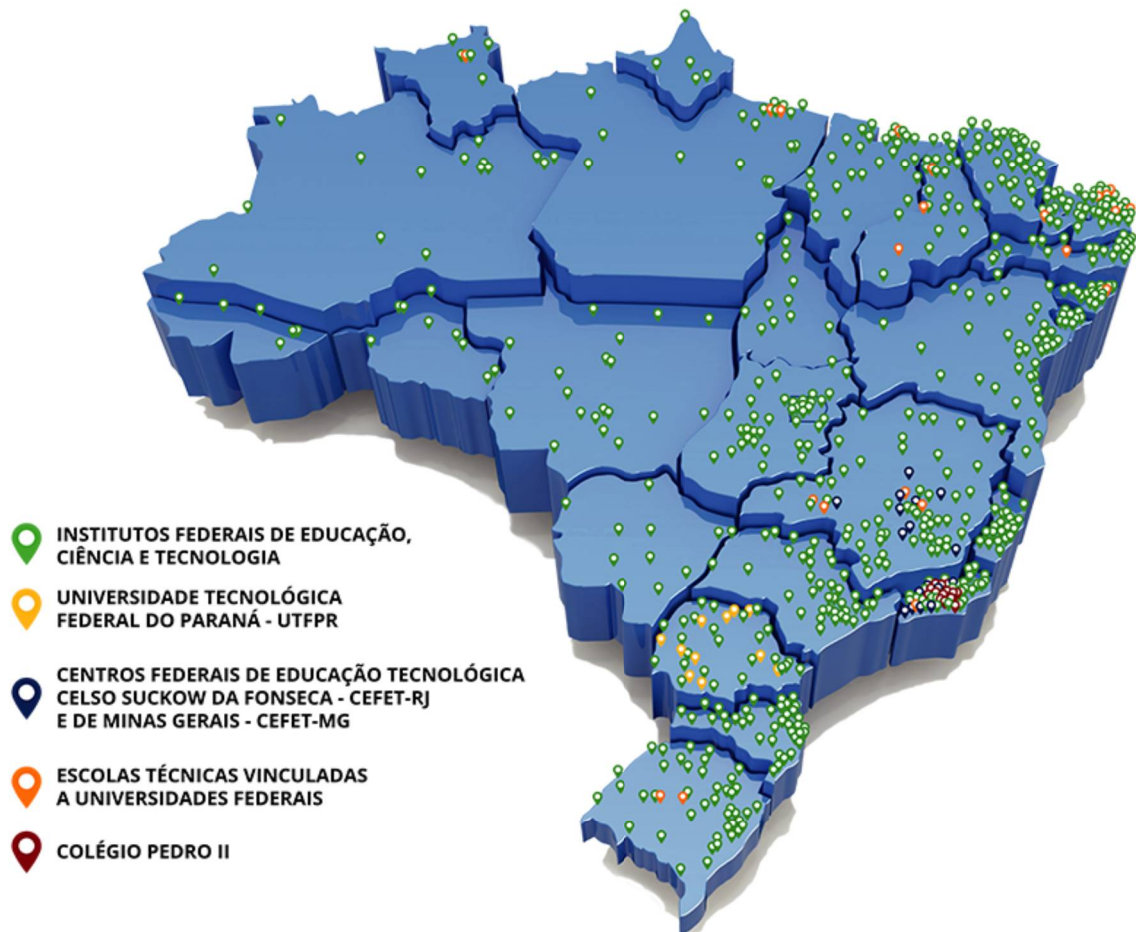 INSTITUTOS FEDERAIS DE EDUCAÇÃO,
CIÊNCIA E TECNOLOGIA
UNIVERSIDADE TECNOLÓGICA
FEDERAL DO PARANÁ - UTFPR
CENTROS FEDERAIS DE EDUCAÇÃO TECNOLÓGICA
CELSO SUCKOW DA FONSECA - CEFET-RJ
E DE MINAS GERAIS - CEFET-MG
ESCOLAS TÉCNICAS VINCULADAS
A UNIVERSIDADES FEDERAIS
COLÉGIO PEDRO II